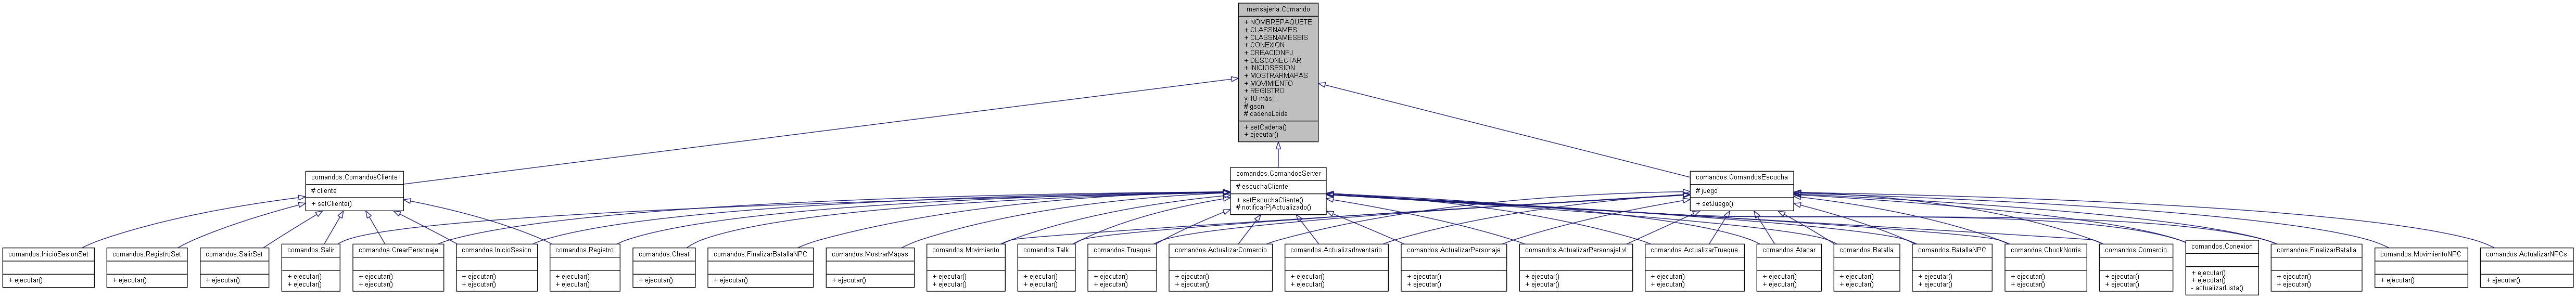 mensajeria.Comando
+ NOMBREPAQUETE
+ CLASSNAMES
+ CLASSNAMESBIS
+ CONEXION
+ CREACIONPJ
+ DESCONECTAR
+ INICIOSESION
+ MOSTRARMAPAS
+ MOVIMIENTO
+ REGISTRO
y 18 más...
# gson
# cadenaLeida
+ setCadena()
+ ejecutar()
comandos.ComandosCliente
# cliente
+ setCliente()
comandos.ComandosServer
# escuchaCliente
+ setEscuchaCliente()
# notificarPjActualizado()
comandos.ComandosEscucha
# juego
+ setJuego()
comandos.InicioSesionSet
+ ejecutar()
comandos.RegistroSet
+ ejecutar()
comandos.SalirSet
+ ejecutar()
comandos.Salir
+ ejecutar()
+ ejecutar()
comandos.CrearPersonaje
+ ejecutar()
+ ejecutar()
comandos.InicioSesion
+ ejecutar()
+ ejecutar()
comandos.Registro
+ ejecutar()
+ ejecutar()
comandos.Cheat
+ ejecutar()
comandos.FinalizarBatallaNPC
+ ejecutar()
comandos.MostrarMapas
+ ejecutar()
comandos.Movimiento
+ ejecutar()
+ ejecutar()
comandos.Talk
+ ejecutar()
+ ejecutar()
comandos.Trueque
+ ejecutar()
+ ejecutar()
comandos.ActualizarComercio
+ ejecutar()
+ ejecutar()
comandos.ActualizarInventario
+ ejecutar()
+ ejecutar()
comandos.ActualizarPersonaje
+ ejecutar()
+ ejecutar()
comandos.ActualizarPersonajeLvl
+ ejecutar()
+ ejecutar()
comandos.ActualizarTrueque
+ ejecutar()
+ ejecutar()
comandos.Atacar
+ ejecutar()
+ ejecutar()
comandos.Batalla
+ ejecutar()
+ ejecutar()
comandos.BatallaNPC
+ ejecutar()
+ ejecutar()
comandos.ChuckNorris
+ ejecutar()
+ ejecutar()
comandos.Comercio
+ ejecutar()
+ ejecutar()
comandos.Conexion
+ ejecutar()
+ ejecutar()
- actualizarLista()
comandos.FinalizarBatalla
+ ejecutar()
+ ejecutar()
comandos.MovimientoNPC
+ ejecutar()
comandos.ActualizarNPCs
+ ejecutar()